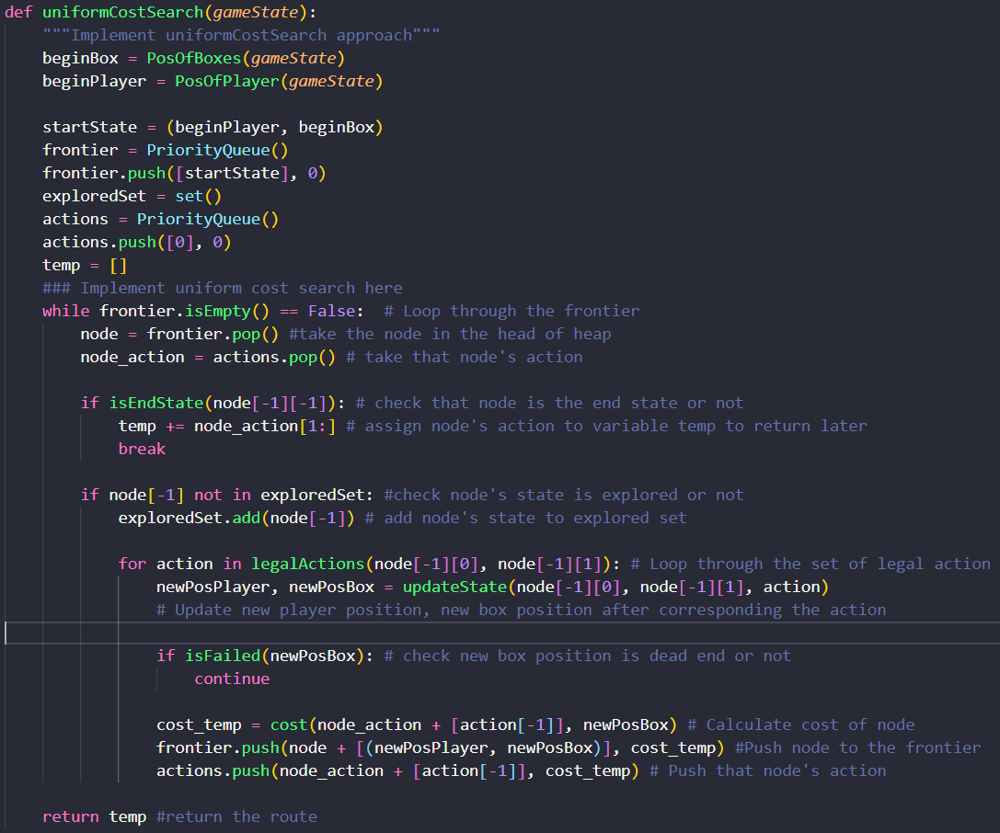 def uniformCostSearch(gameState):
    """Implement uniformCostSearch approach"""
    beginBox = PosOfBoxes(gameState)
    beginPlayer = PosOfPlayer(gameState)

    startState = (beginPlayer, beginBox)
    frontier = PriorityQueue()
    frontier.push([startState], 0)
    exploredSet = set()
    actions = PriorityQueue()
    actions.push([0], 0)
    temp = []
    ### Implement uniform cost search here
    while frontier.isEmpty() == False:  # Loop through the frontier
        node = frontier.pop() #take the node in the head of heap
        node_action = actions.pop() # take that node's action

        if isEndState(node[-1][-1]): # check that node is the end state or not
            temp += node_action[1:] # assign node's action to variable temp to return later
            break

        if node[-1] not in exploredSet: #check node's state is explored or not
            exploredSet.add(node[-1]) # add node's state to explored set

            for action in legalActions(node[-1][0], node[-1][1]): # Loop through the set of legal action
                newPosPlayer, newPosBox = updateState(node[-1][0], node[-1][1], action)
                # Update new player position, new box position after corresponding the action

                if isFailed(newPosBox): # check new box position is dead end or not
                    continue

                cost_temp = cost(node_action + [action[-1]], newPosBox) # Calculate cost of node
                frontier.push(node + [(newPosPlayer, newPosBox)], cost_temp) #Push node to the frontier
                actions.push(node_action + [action[-1]], cost_temp) # Push that node's action

    return temp #return the route